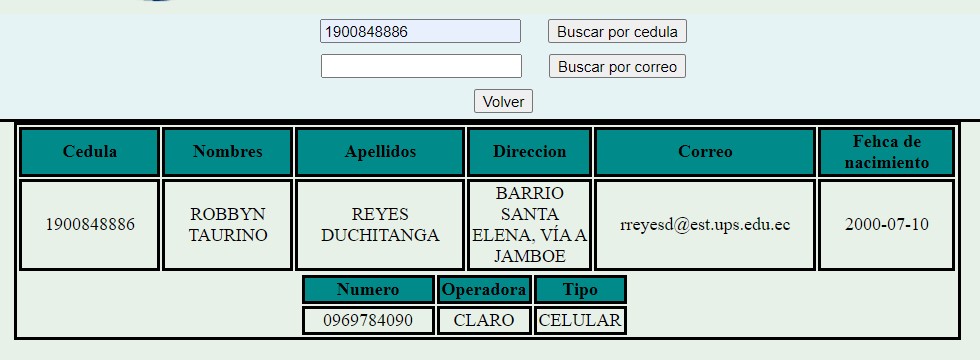 1900848886 Buscar por cedula
Buscar por correo
Volver
Cedula Nombres Apellidos Direccion Correo Fehca de nacimiento
1900848886 ROBBYN TAURINO REYES DUCHITANGA BARRIO SANTA ELENA, VÍA A JAMBOE rreyesd@est.ups.edu.ec 2000-07-10
Numero Operadora Tipo
0969784090 CLARO CELULAR